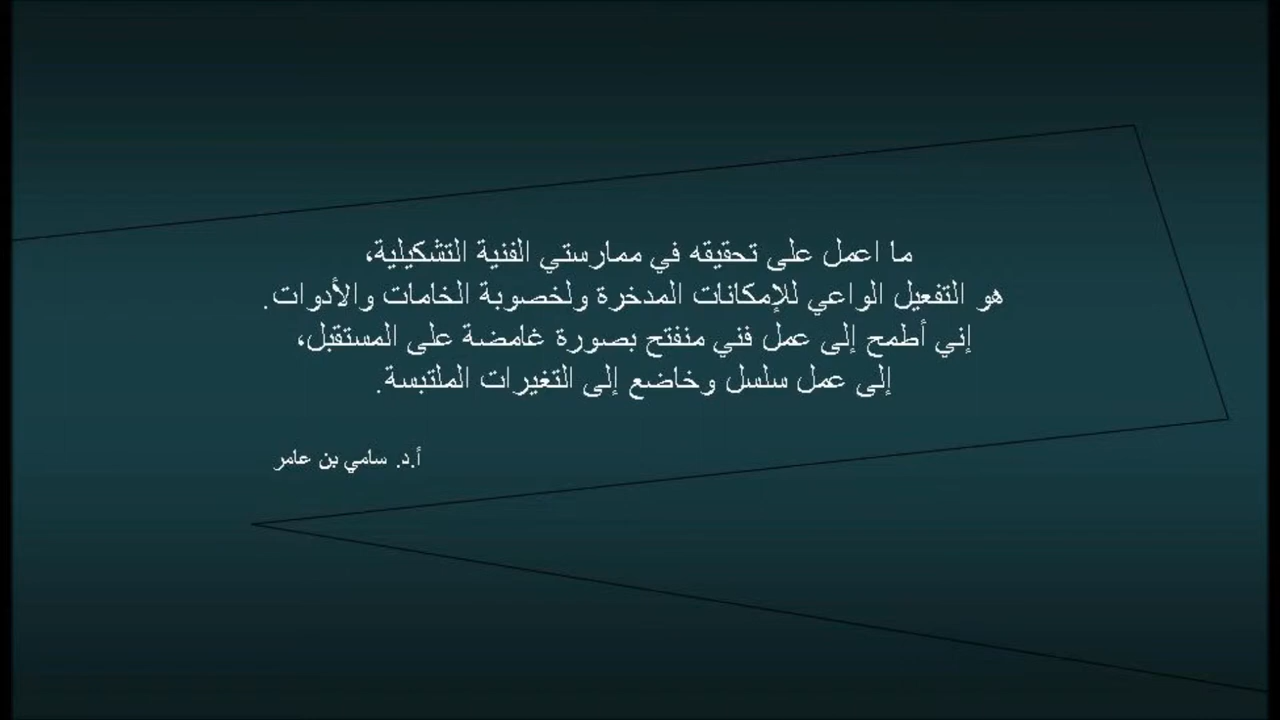 ما اعمل على تحقيقه في ممارستي الفنية التشكيلية،
هو التفعيل الواعي للإمكانات المدخرة ولخصوبة الخامات والأدوات.
إني أطمح إلى عمل فني منفتح بصورة غامضة على المستقبل،
إلى عمل سلسل وخاضع إلى التغيرات الملتبسة.
أ.د. سامي بن عامر